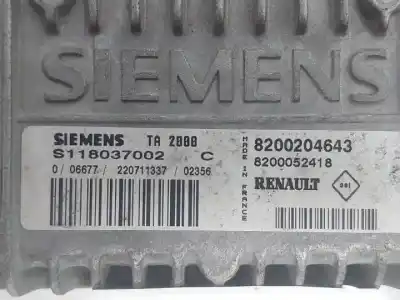 SIEMENS
SIEMENS TA 2000
S118037002 C
0/ 06677/ 220711337 /02356
MADE IN FRANCE
8200204643
8200052418
RENAULT